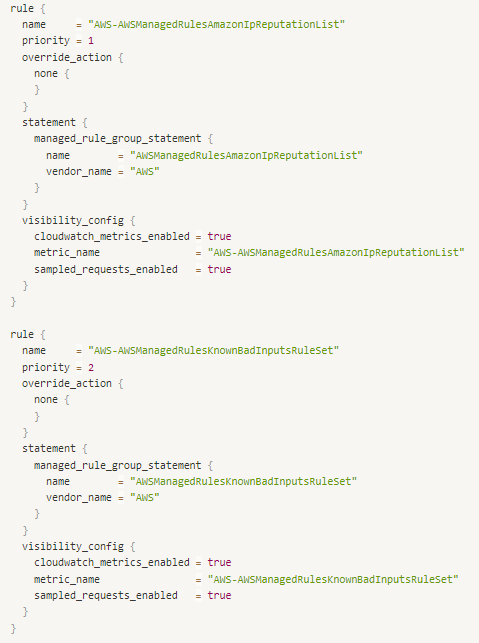 rule {
  name     = "AWS-AWSManagedRulesAmazonIpReputationList"
  priority = 1
  override_action {
    none {
    }
  }
  statement {
    managed_rule_group_statement {
      name        = "AWSManagedRulesAmazonIpReputationList"
      vendor_name = "AWS"
    }
  }
  visibility_config {
    cloudwatch_metrics_enabled = true
    metric_name                = "AWS-AWSManagedRulesAmazonIpReputationList"
    sampled_requests_enabled   = true
  }
}

rule {
  name     = "AWS-AWSManagedRulesKnownBadInputsRuleSet"
  priority = 2
  override_action {
    none {
    }
  }
  statement {
    managed_rule_group_statement {
      name        = "AWSManagedRulesKnownBadInputsRuleSet"
      vendor_name = "AWS"
    }
  }
  visibility_config {
    cloudwatch_metrics_enabled = true
    metric_name                = "AWS-AWSManagedRulesKnownBadInputsRuleSet"
    sampled_requests_enabled   = true
  }
}